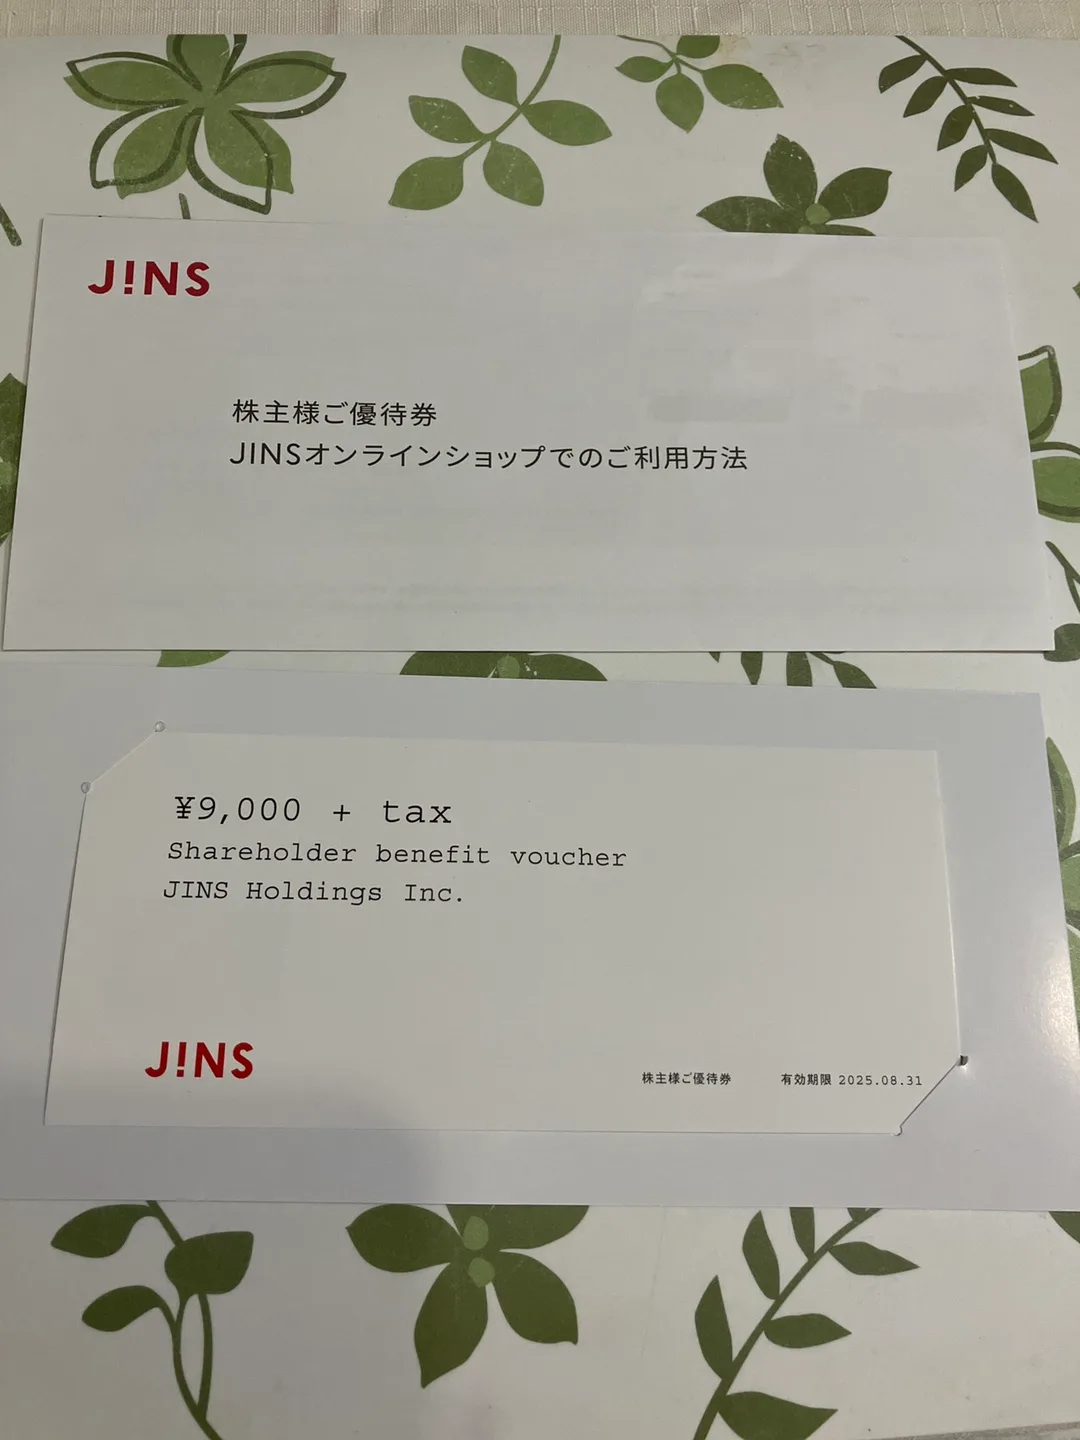 J!NS
株主様ご優待券
JINSオンラインショップでのご利用方法
¥9,000 + tax
Shareholder benefit voucher
JINS Holdings Inc.
J!NS
株主様ご優待券 有効期限 2025.08.31